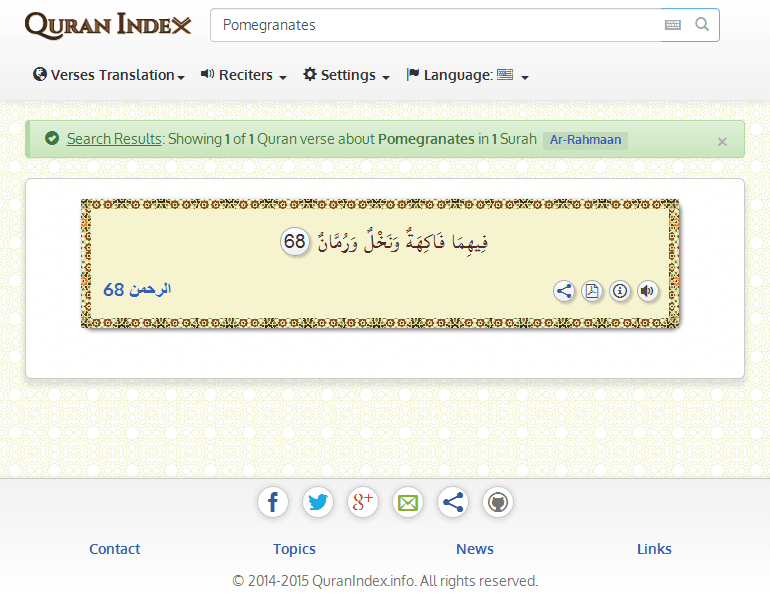 QURAN INDEX
Pomegranates
Verses Translation Reciters Settings Language:
Search Results: Showing 1 of 1 Quran verse about Pomegranates in 1 Surah Ar-Rahmaan ×
فِيهِمَا فَاكِهَةٌ وَنَخْلٌ وَرُمَّانٌ 68
الرحمن 68
Contact Topics News Links
© 2014-2015 QuranIndex.info. All rights reserved.